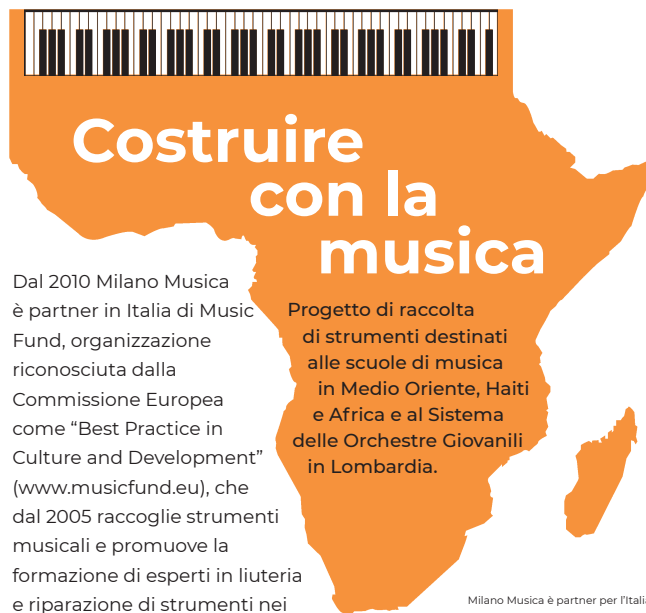 Costruire
con la
musica
Dal 2010 Milano Musica
è partner in Italia di Music
Fund, organizzazione
riconosciuta dalla
Commissione Europea
come “Best Practice in
Culture and Development”
(www.musicfund.eu), che
dal 2005 raccoglie strumenti
musicali e promuove la
formazione di esperti in liuteria
e riparazione di strumenti nei
Progetto di raccolta
di strumenti destinati
alle scuole di musica
in Medio Oriente, Haiti
e Africa e al Sistema
delle Orchestre Giovanili
in Lombardia.
Milano Musica è partner per l’Italia